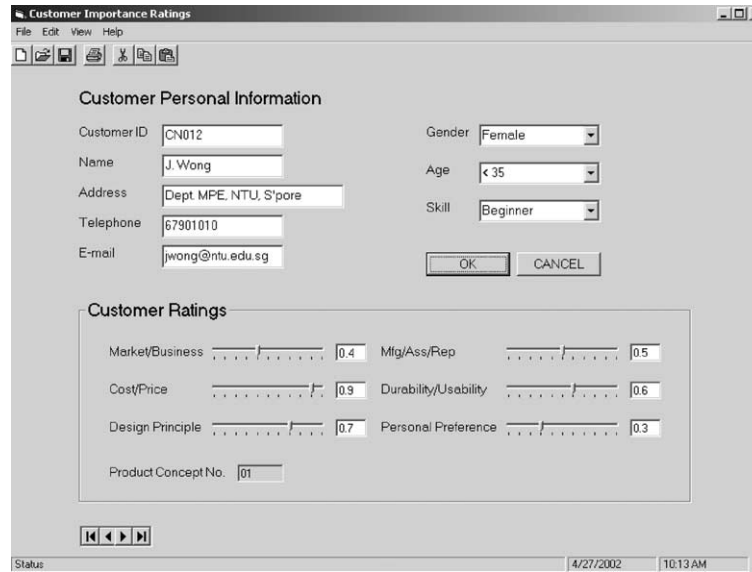 Customer Importance Ratings
File Edit View Help
Customer Personal Information
Customer ID CN012
Name J. Wong
Address Dept. MPE, NTU, S'pore
Telephone 67901010
E-mail jwong@ntu.edu.sg
Gender Female
Age < 35
Skill Beginner
OK CANCEL
Customer Ratings
Market/Business 0.4 Mfg/Ass/Rep 0.5
Cost/Price 0.9 Durability/Usability 0.6
Design Principle 0.7 Personal Preference 0.3
Product Concept No. 01
Status 4/27/2002 10:13 AM